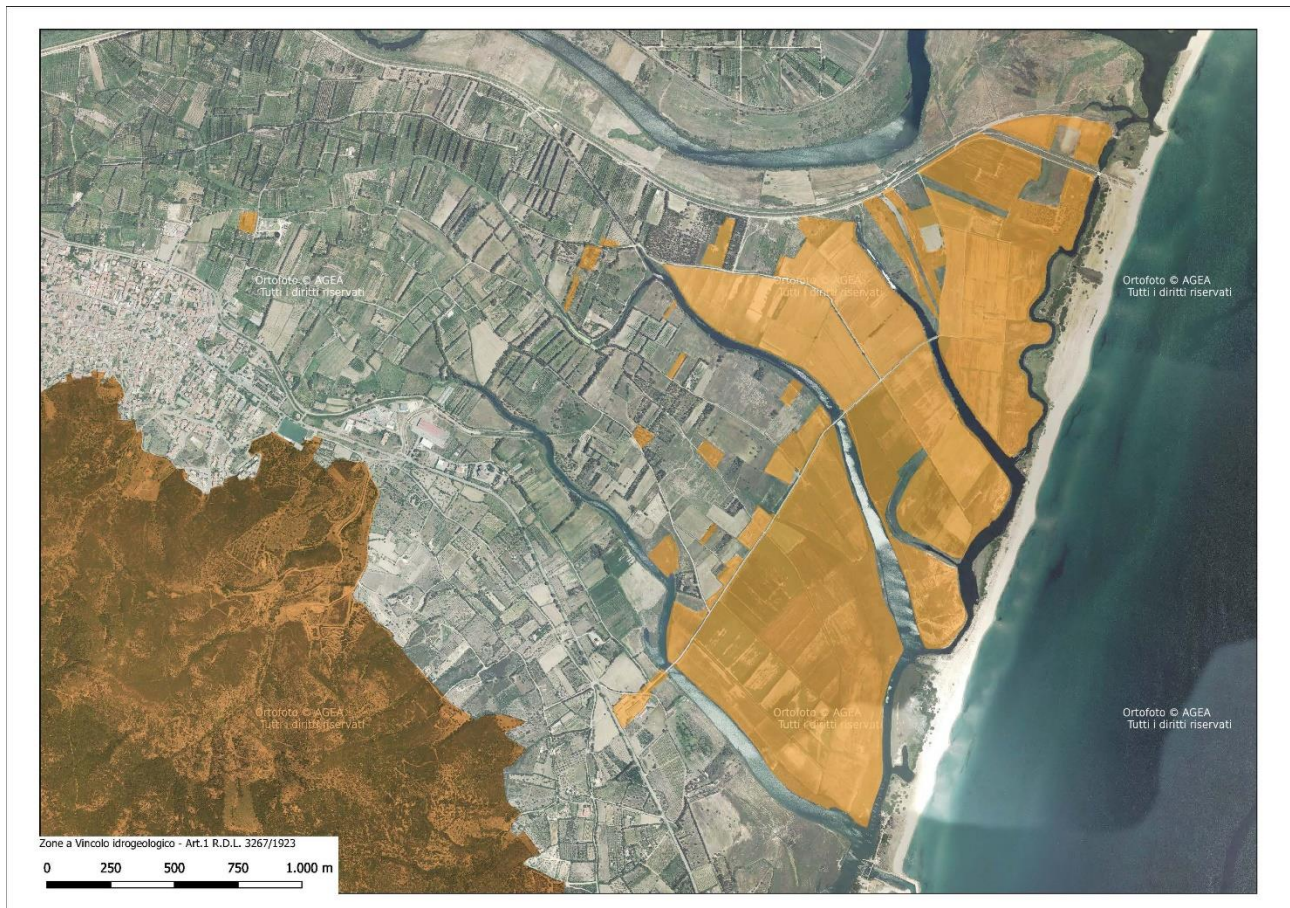 Ortofoto © AGEA
Tutti i diritti riservati
Ortofoto © AGEA
Tutti i diritti riservati
Ortofoto © AGEA
Tutti i diritti riservati
Ortofoto © AGEA
Tutti i diritti riservati
Ortofoto © AGEA
Tutti i diritti riservati
Ortofoto © AGEA
Tutti i diritti riservati
Zone a Vincolo idrogeologico - Art.1 R.D.L. 3267/1923
0 250 500 750 1.000 m